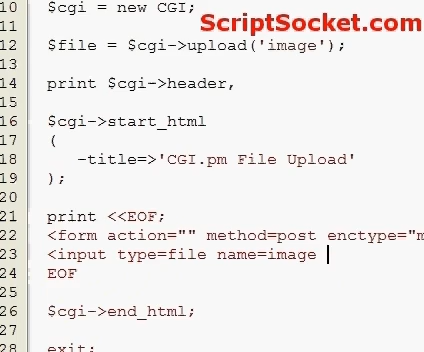 ScriptSocket.com
10 $cgi = new CGI;
11
12 $file = $cgi->upload('image');
13
14 print $cgi->header,
15
16 $cgi->start_html
17 (
18 -title=>'CGI.pm File Upload'
19 );
20
21 print <<EOF;
22 <form action="" method=post enctype="m
23 <input type=file name=image
24 EOF
25
26 $cgi->end_html;
27
28 exit;